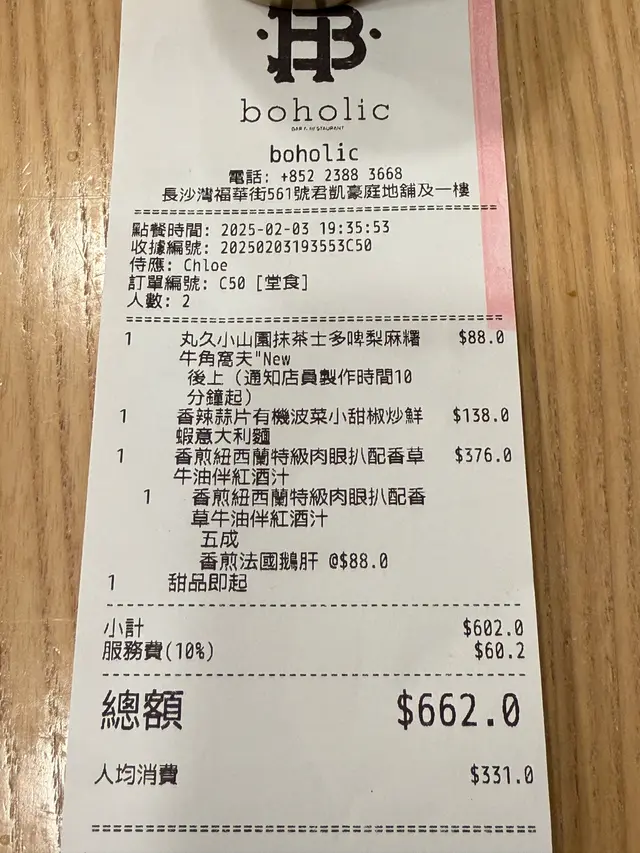 HB
boholic
BAR & RESTAURANT
boholic
電話: +852 2388 3668
長沙灣福華街561號君凱豪庭地舖及一樓
點餐時間: 2025-02-03 19:35:53
收據編號: 20250203193553C50
侍應: Chloe
訂單編號: C50 [堂食]
人數: 2
1 丸久小山園抹茶士多啤梨麻糬 $88.0
牛角窩夫"New
後上（通知店員製作時間10
分鐘起）
1 香辣蒜片有機波菜小甜椒炒鮮 $138.0
蝦意大利麵
1 香煎紐西蘭特級肉眼扒配香草 $376.0
牛油伴紅酒汁
1 香煎紐西蘭特級肉眼扒配香
草牛油伴紅酒汁
五成
香煎法國鵝肝 @$88.0
1 甜品即起
小計 $602.0
服務費(10%) $60.2
總額 $662.0
人均消費 $331.0